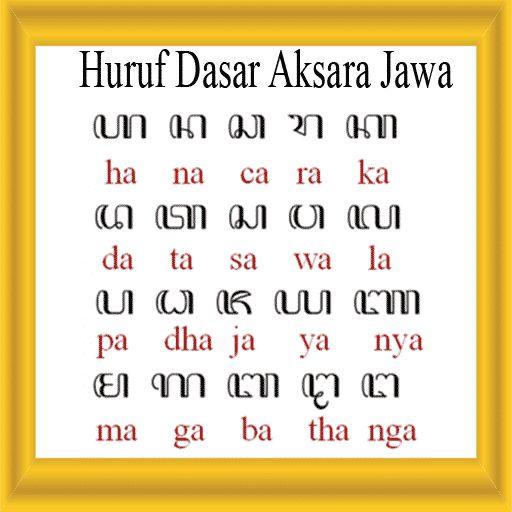 Huruf Dasar Aksara Jawa
ꦲ ꦤ ꦕ ꦫ ꦏ
ha na ca ra ka
ꦢ ꦠ ꦱ ꦮ ꦭ
da ta sa wa la
ꦥ ꦝ ꦗ ꦪ ꦚ
pa dha ja ya nya
ꦩ ꦒ ꦧ ꦛ ꦔ
ma ga ba tha nga